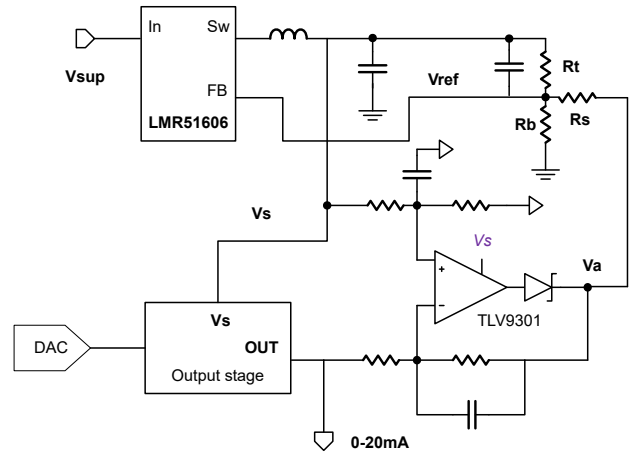 In
Sw
Vsup
FB
LMR51606
Vref
Rt
Rb
Rs
Vs
Vs
Va
+
−
TLV9301
Vs
DAC
OUT
Output stage
0-20mA